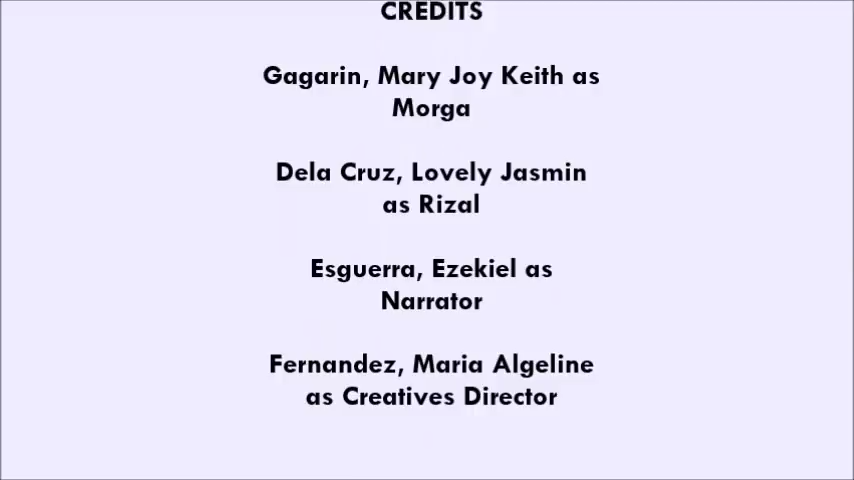 CREDITS
Gagarin, Mary Joy Keith as
Morga
Dela Cruz, Lovely Jasmin
as Rizal
Esguerra, Ezekiel as
Narrator
Fernandez, Maria Algeline
as Creatives Director